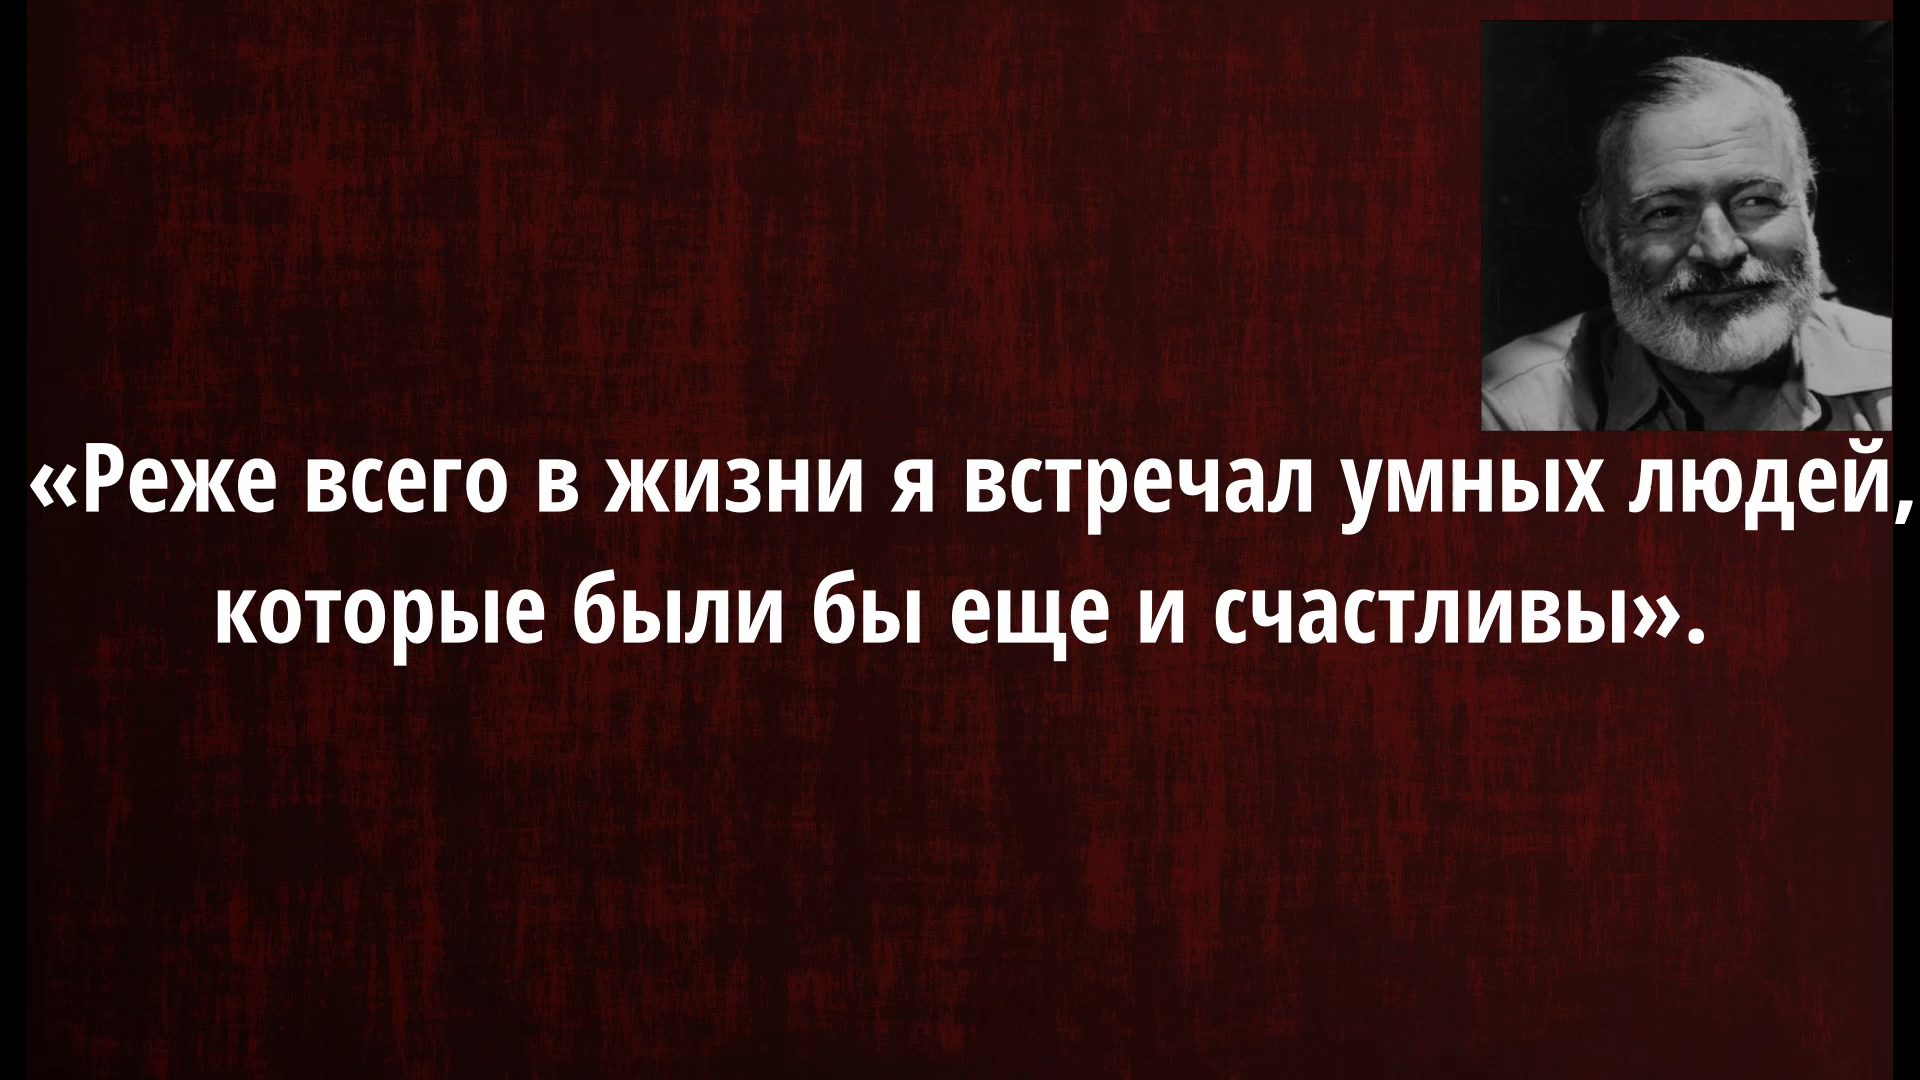 «Реже всего в жизни я встречал умных людей,
которые были бы еще и счастливы».